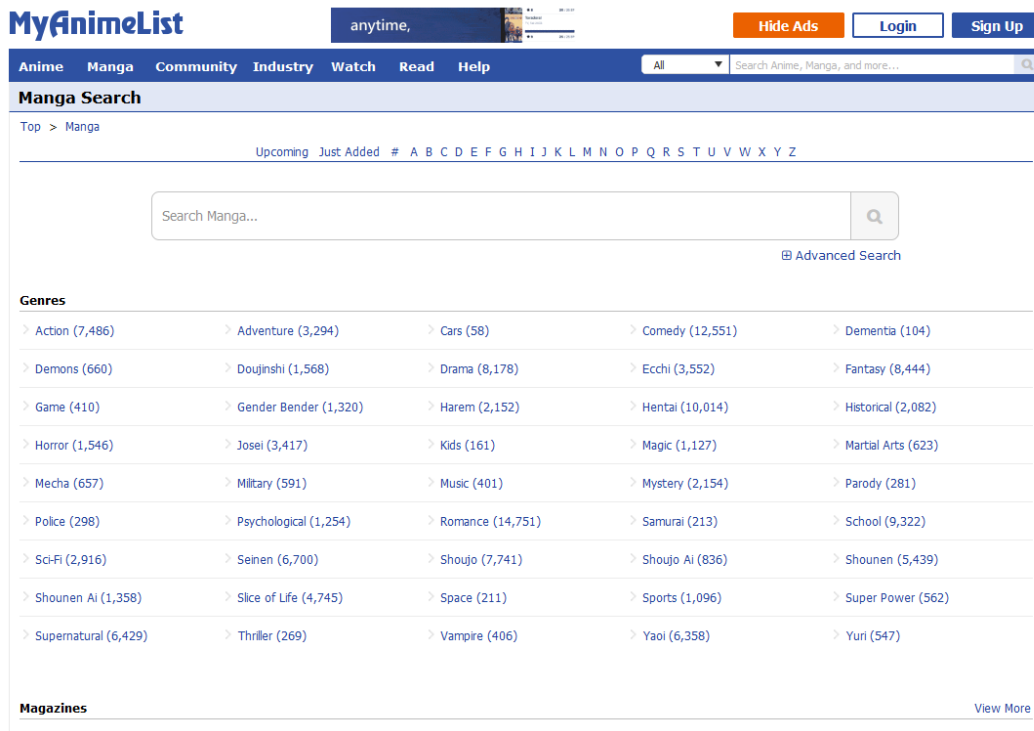 MyAnimeList
anytime,
Hide Ads Login Sign Up
Anime Manga Community Industry Watch Read Help All Search Anime, Manga, and more...
Manga Search
Top > Manga
Upcoming Just Added # A B C D E F G H I J K L M N O P Q R S T U V W X Y Z
Search Manga...
Advanced Search
Genres
Action (7,486) Adventure (3,294) Cars (58) Comedy (12,551) Dementia (104)
Demons (660) Doujinshi (1,568) Drama (8,178) Ecchi (3,552) Fantasy (8,444)
Game (410) Gender Bender (1,320) Harem (2,152) Hentai (10,014) Historical (2,082)
Horror (1,546) Josei (3,417) Kids (161) Magic (1,127) Martial Arts (623)
Mecha (657) Military (591) Music (401) Mystery (2,154) Parody (281)
Police (298) Psychological (1,254) Romance (14,751) Samurai (213) School (9,322)
Sci-Fi (2,916) Seinen (6,700) Shoujo (7,741) Shoujo Ai (836) Shounen (5,439)
Shounen Ai (1,358) Slice of Life (4,745) Space (211) Sports (1,096) Super Power (562)
Supernatural (6,429) Thriller (269) Vampire (406) Yaoi (6,358) Yuri (547)
Magazines View More